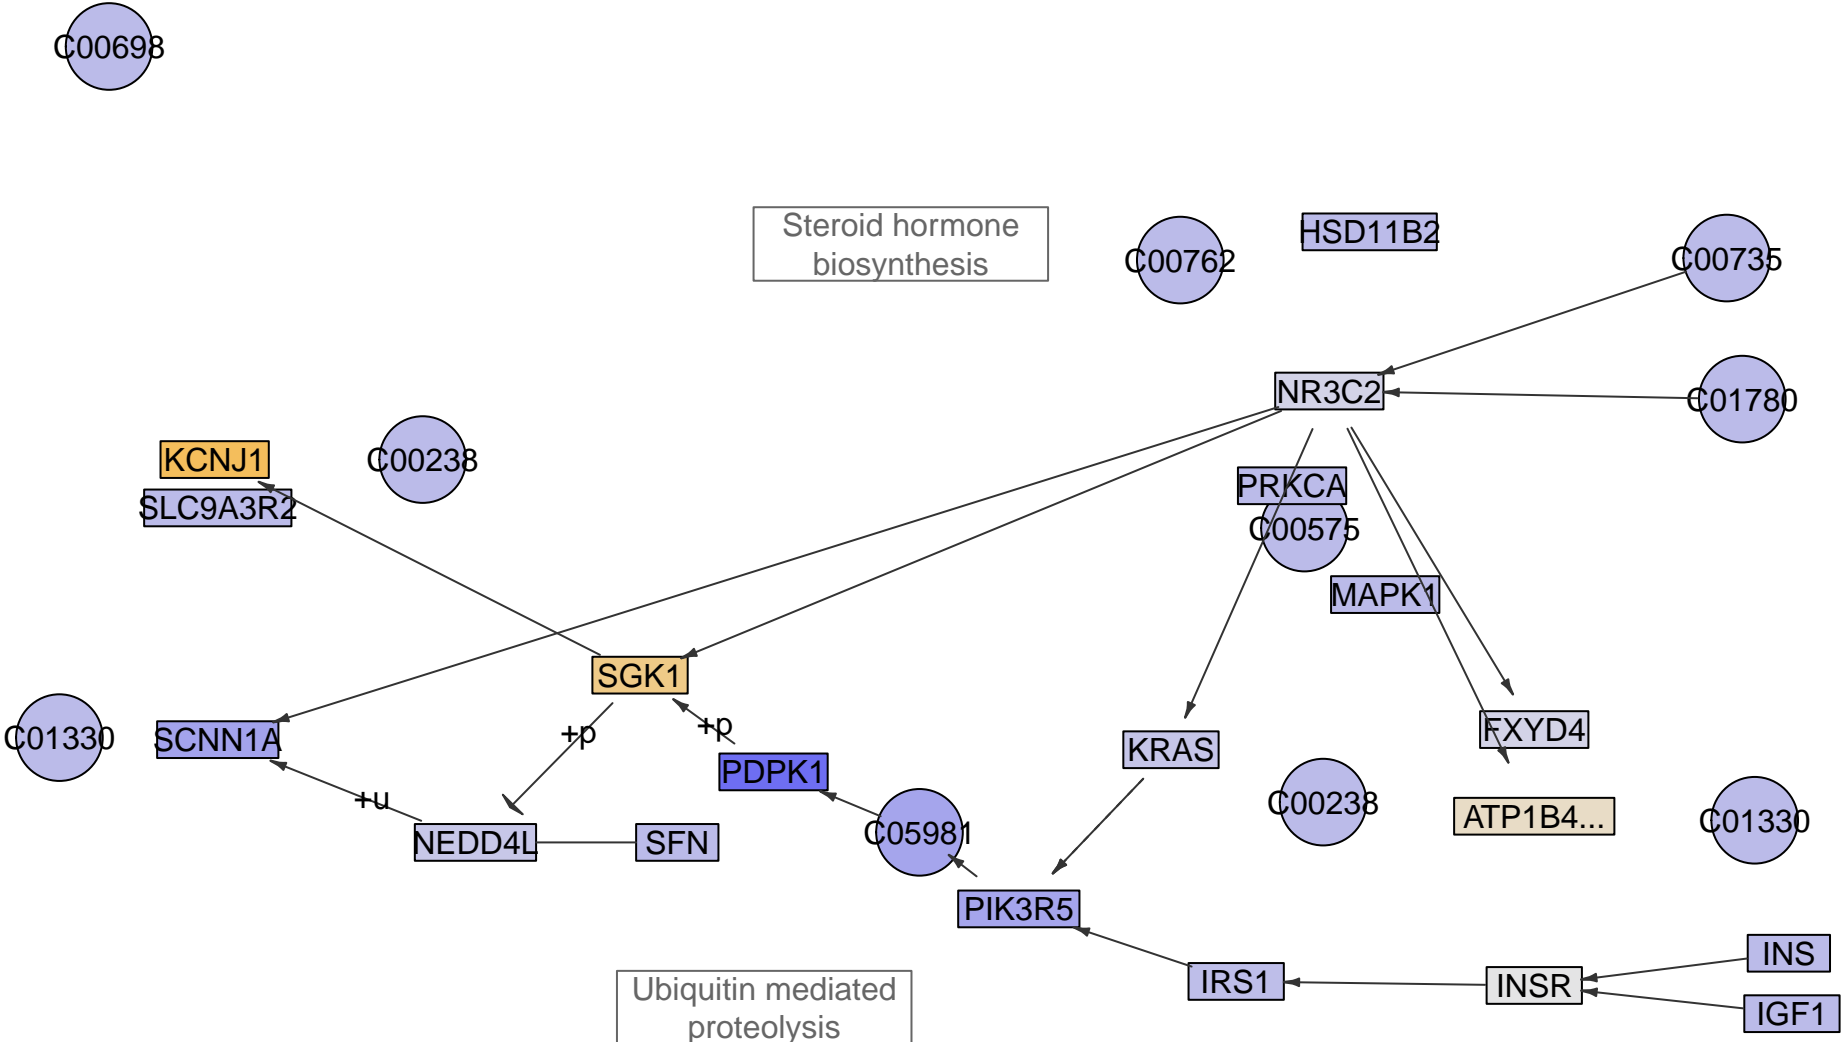 C00698
Steroid hormone
biosynthesis
C00762
HSD11B2
C00735
NR3C2
C01780
KCNJ1
C00238
SLC9A3R2
PRKCA
C00575
MAPK1
SGK1
C01330
SCNN1A
+p
+p
KRAS
FXYD4
PDPK1
+u
C00238
ATP1B4...
C01330
NEDD4L
SFN
C05981
PIK3R5
INS
IRS1
INSR
IGF1
Ubiquitin mediated
proteolysis